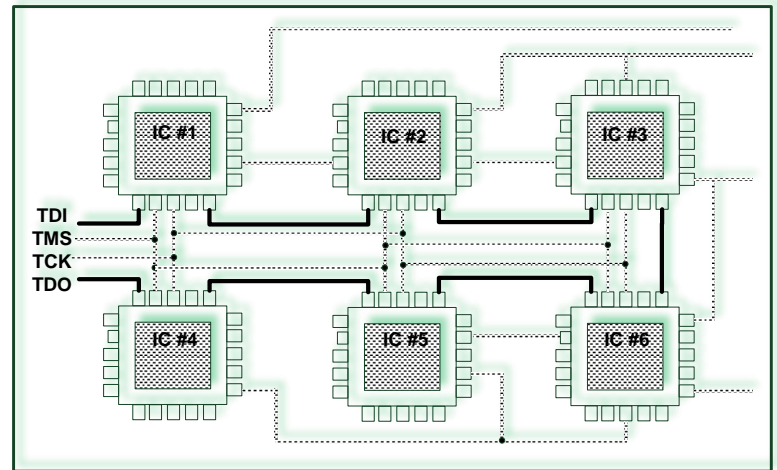 IC #1
IC #2
IC #3
TDI
TMS
TCK
TDO
IC #4
IC #5
IC #6